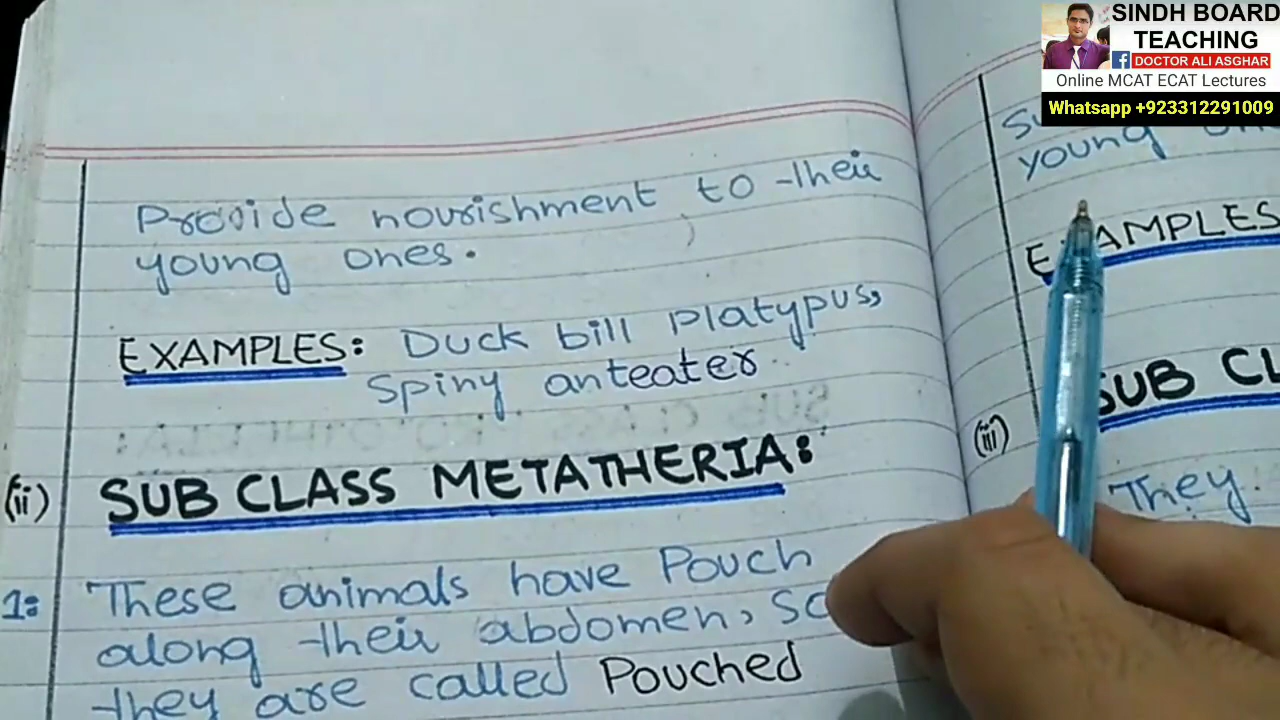 Provide nourishment to their
young ones.
EXAMPLES: Duck bill Platypus,
Spiny anteater
(ii) SUB CLASS METATHERIA:
1: These animals have Pouch
along their abdomen, so
they are called Pouched
young
EXAMPLES
(iii) SUB CL
They
SINDH BOARD
TEACHING
f DOCTOR ALI ASGHAR
Online MCAT ECAT Lectures
Whatsapp +923312291009